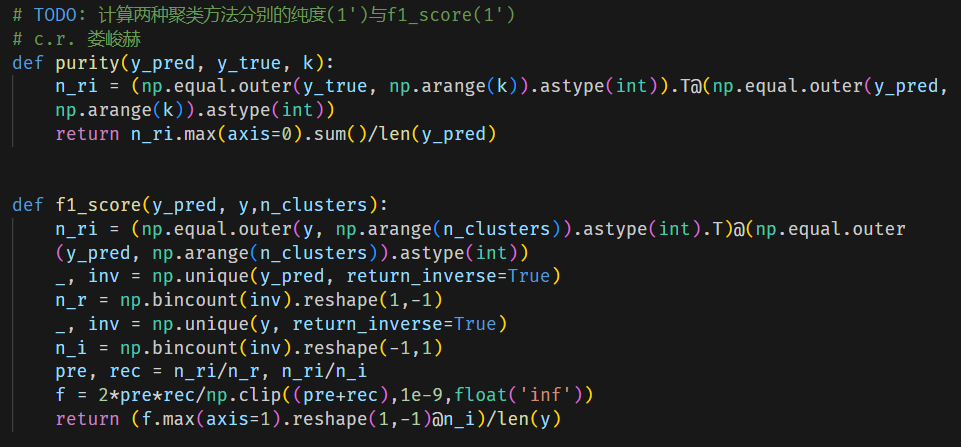 # TODO: 计算两种聚类方法分别的纯度(1')与f1_score(1')
# c.r. 娄峻赫
def purity(y_pred, y_true, k):
    n_ri = (np.equal.outer(y_true, np.arange(k)).astype(int)).T@(np.equal.outer(y_pred,
    np.arange(k)).astype(int))
    return n_ri.max(axis=0).sum()/len(y_pred)
def f1_score(y_pred, y,n_clusters):
    n_ri = (np.equal.outer(y, np.arange(n_clusters)).astype(int).T)@(np.equal.outer
    (y_pred, np.arange(n_clusters)).astype(int))
    _, inv = np.unique(y_pred, return_inverse=True)
    n_r = np.bincount(inv).reshape(1,-1)
    _, inv = np.unique(y, return_inverse=True)
    n_i = np.bincount(inv).reshape(-1,1)
    pre, rec = n_ri/n_r, n_ri/n_i
    f = 2*pre*rec/np.clip((pre+rec),1e-9,float('inf'))
    return (f.max(axis=1).reshape(1,-1)@n_i)/len(y)